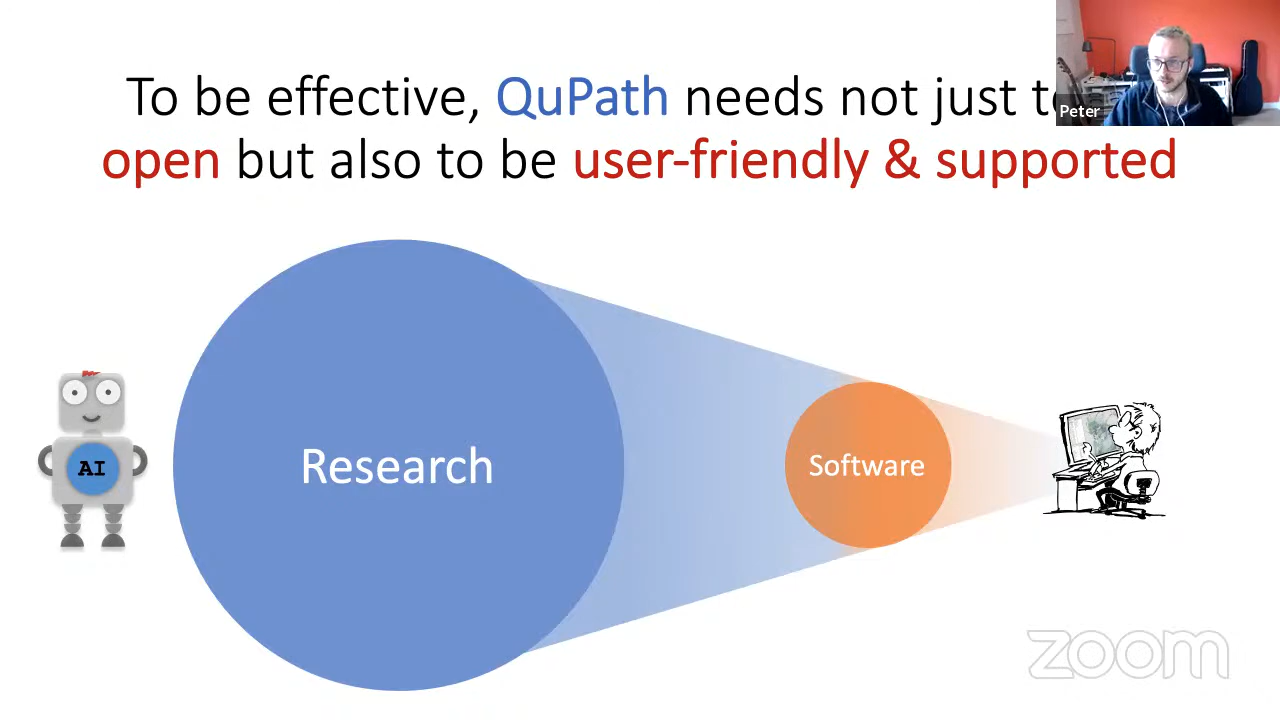 To be effective, QuPath needs not just
open but also to be user-friendly & supported
Peter
AI
Research
Software
zoom